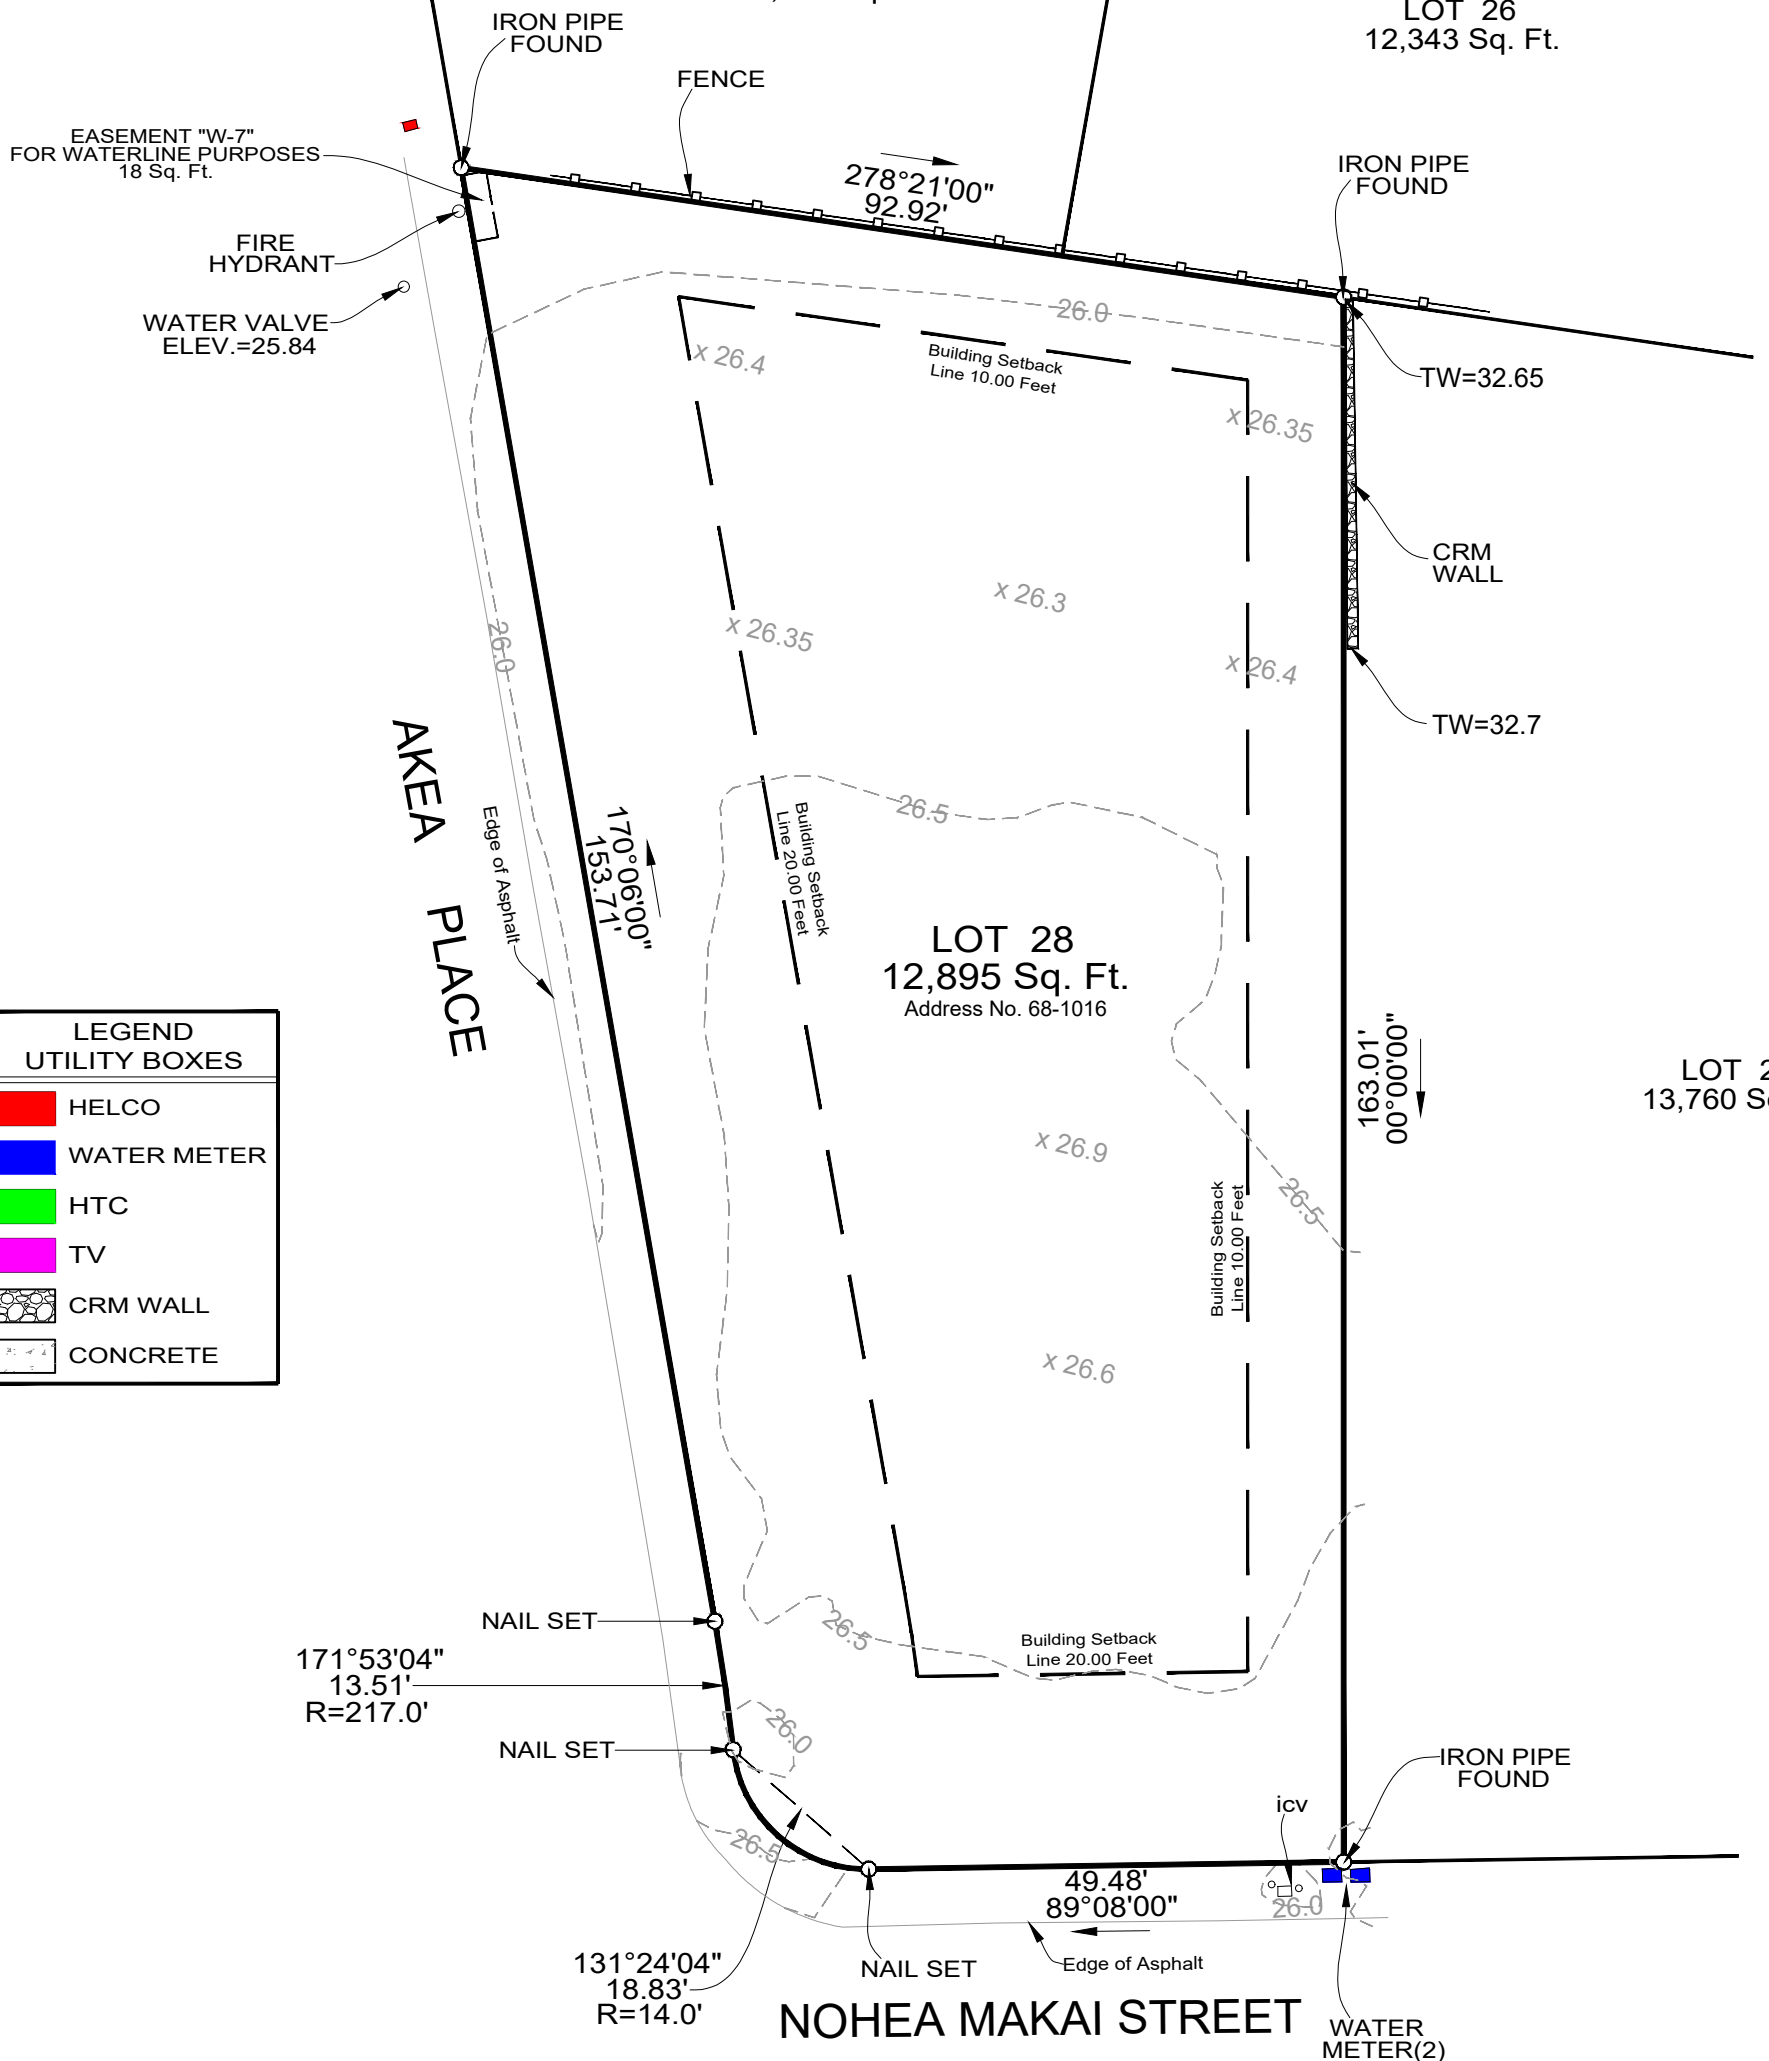 LOT 26
12,343 Sq. Ft.
IRON PIPE
FOUND
FENCE
EASEMENT "W-7"
FOR WATERLINE PURPOSES
18 Sq. Ft.
278°21'00"
92.92'
IRON PIPE
FOUND
FIRE
HYDRANT
WATER VALVE
ELEV.=25.84
26.0
x 26.4
Building Setback
Line 10.00 Feet
TW=32.65
x 26.35
CRM
WALL
x 26.3
x 26.35
26.0
x 26.4
TW=32.7
AKEA PLACE
Edge of Asphalt
170°06'00"
153.71'
Building Setback
Line 20.00 Feet
26.5
LOT 28
12,895 Sq. Ft.
Address No. 68-1016
163.01'
00°00'00"
LOT
13,760
LEGEND
UTILITY BOXES
HELCO
WATER METER
HTC
TV
CRM WALL
CONCRETE
x 26.9
Building Setback
Line 10.00 Feet
26.5
x 26.6
NAIL SET
26.5
Building Setback
Line 20.00 Feet
171°53'04"
13.51'
R=217.0'
NAIL SET
26.0
IRON PIPE
FOUND
icv
26.5
49.48'
89°08'00"
26.0
131°24'04"
18.83'
R=14.0'
NAIL SET
Edge of Asphalt
NOHEA MAKAI STREET
WATER
METER(2)